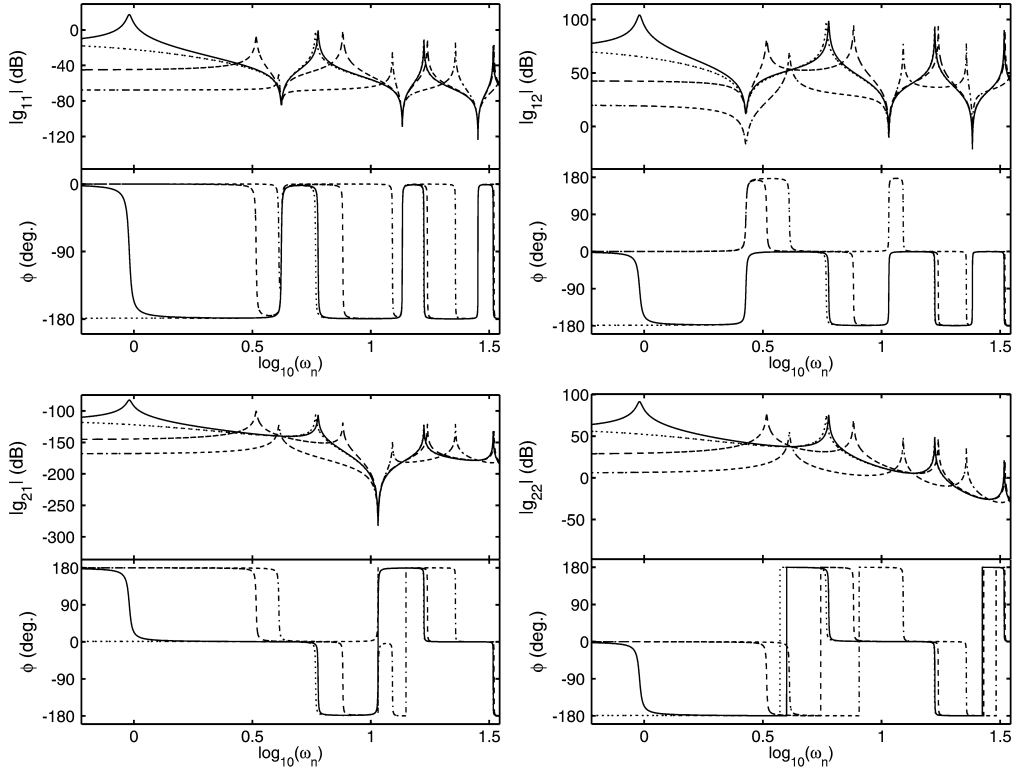 |g11| (dB)
0
-40
-80
-120
ϕ (deg.)
0
-90
-180
0 0.5 1 1.5
log10(ωn)
|g12| (dB)
100
50
0
ϕ (deg.)
180
90
0
-90
-180
0 0.5 1 1.5
log10(ωn)
|g21| (dB)
-100
-150
-200
-250
-300
ϕ (deg.)
180
90
0
-90
-180
0 0.5 1 1.5
log10(ωn)
|g22| (dB)
100
50
0
-50
ϕ (deg.)
180
90
0
-90
-180
0 0.5 1 1.5
log10(ωn)